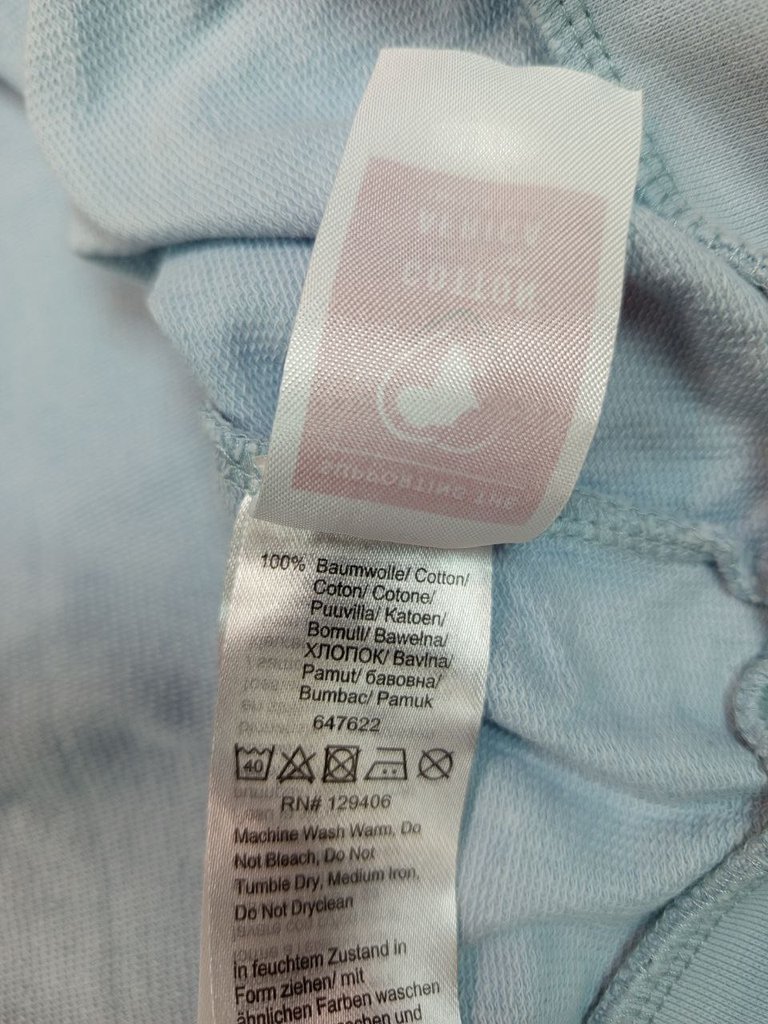 100% Baumwolle/ Cotton/
Coton/ Cotone/
Puuvilla/ Katoen/
Bomull/ Bawełna/
ХЛОПОК/ Bavlna/
Pamut/ бавовна/
Bumbac/ Pamuk
647622
40
RN# 129406
Machine Wash Warm, Do
Not Bleach, Do Not
Tumble Dry, Medium Iron,
Do Not Dryclean
in feuchtem Zustand in
Form ziehen/ mit
ähnlichen Farben waschen
und